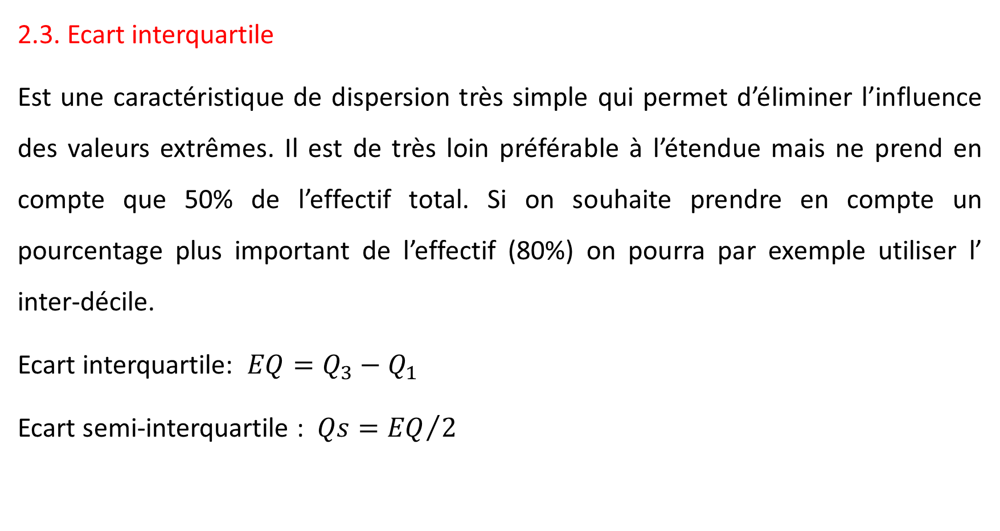 2.3. Ecart interquartile
Est une caractéristique de dispersion très simple qui permet d’éliminer l’influence
des valeurs extrêmes. Il est de très loin préférable à l’étendue mais ne prend en
compte que 50% de l’effectif total. Si on souhaite prendre en compte un
pourcentage plus important de l’effectif (80%) on pourra par exemple utiliser l’
inter-décile.
Ecart interquartile: EQ = Q₃ − Q₁
Ecart semi-interquartile : Qs = EQ/2